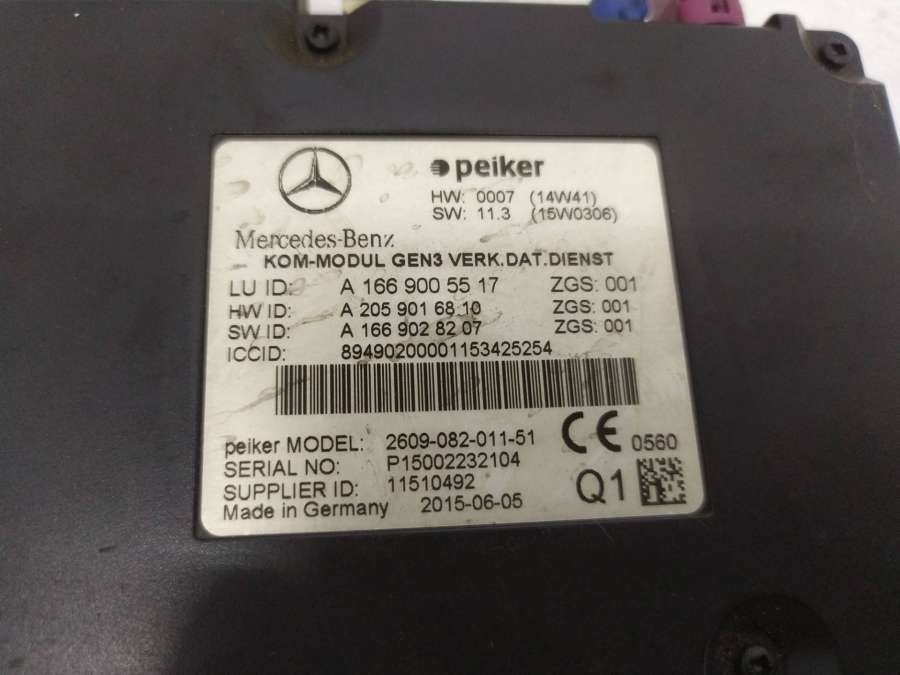 peiker
HW: 0007 (14W41)
SW: 11.3 (15W0306)
Mercedes-Benz
KOM-MODUL GEN3 VERK.DAT.DIENST
LU ID: A 166 900 55 17 ZGS: 001
HW ID: A 205 901 68 10 ZGS: 001
SW ID: A 166 902 82 07 ZGS: 001
ICCID: 89490200001153425254
peiker MODEL: 2609-082-011-51
CE 0560
SERIAL NO: P15002232104
SUPPLIER ID: 11510492
Q1
Made in Germany 2015-06-05